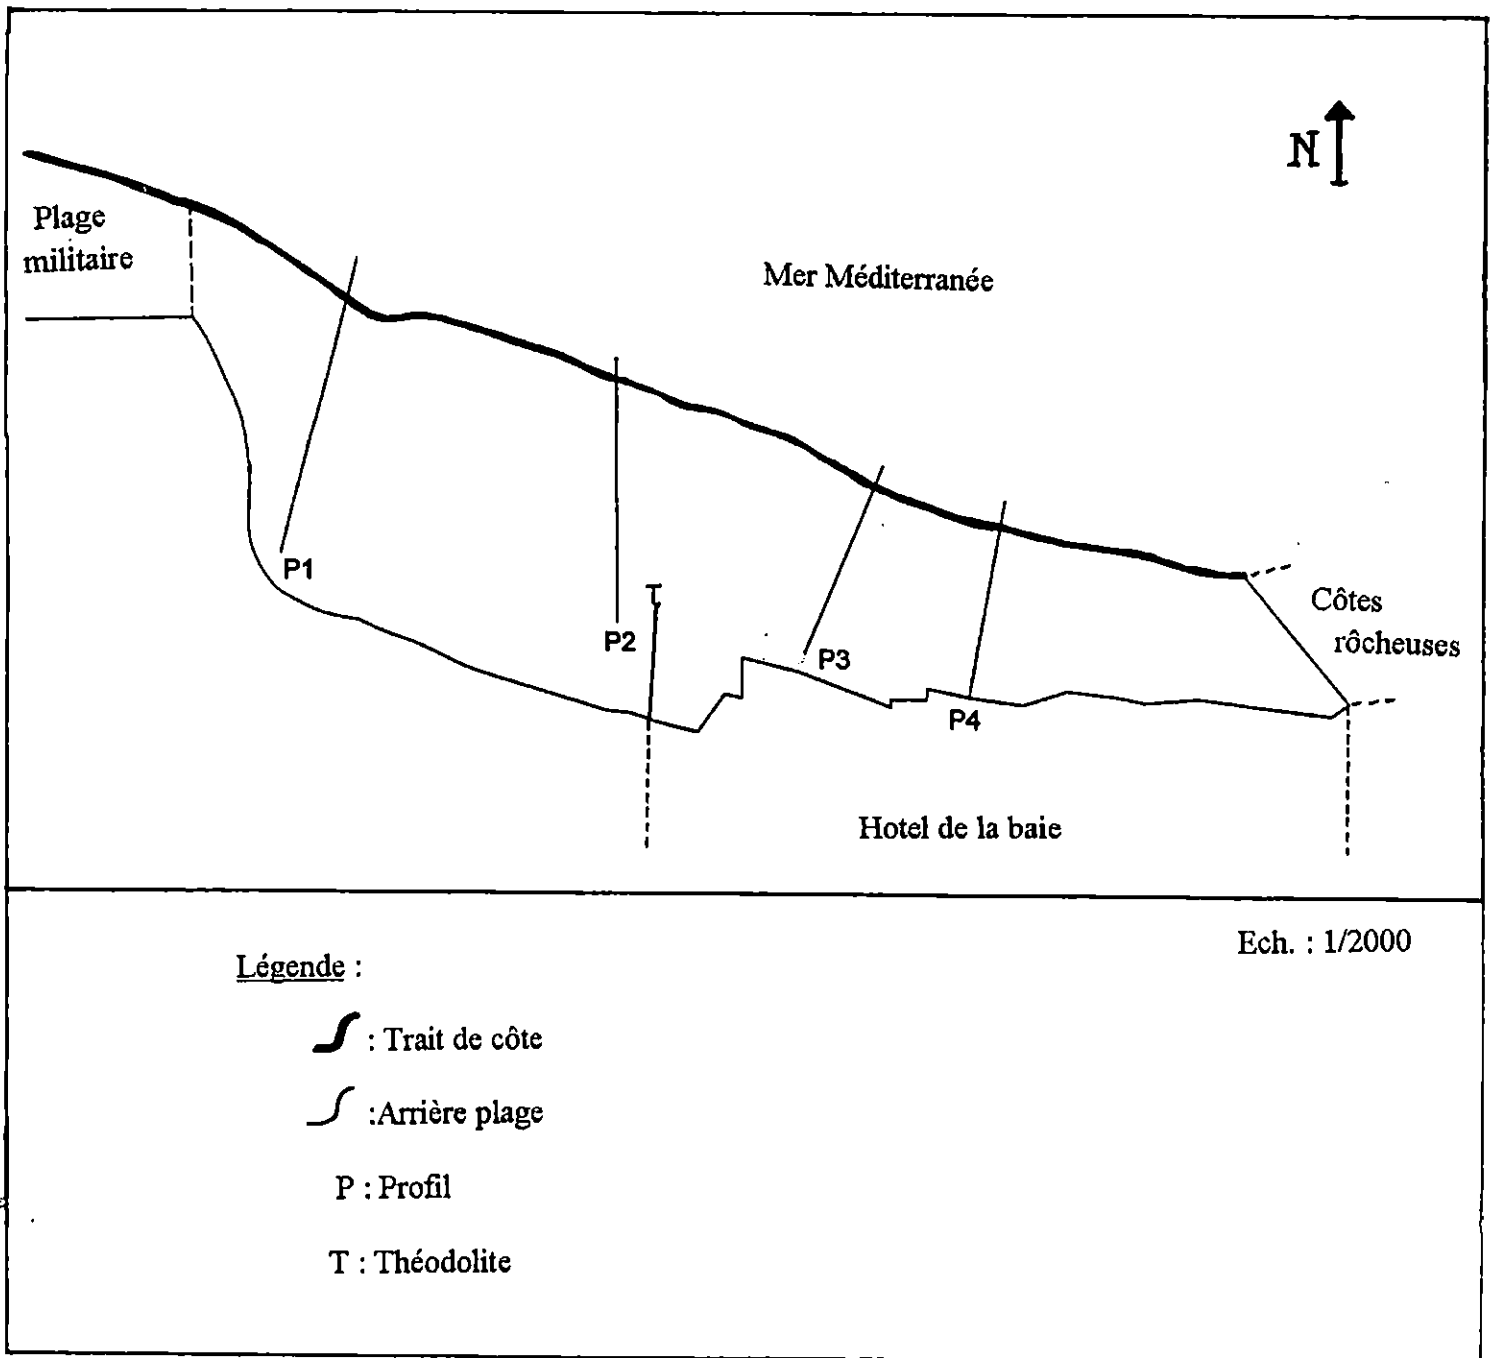 N
Plage
militaire
Mer Méditerranée
P1
T
P2
P3
P4
Côtes
rôcheuses
Hotel de la baie
Ech. : 1/2000
Légende :
: Trait de côte
:Arrière plage
P : Profil
T : Théodolite